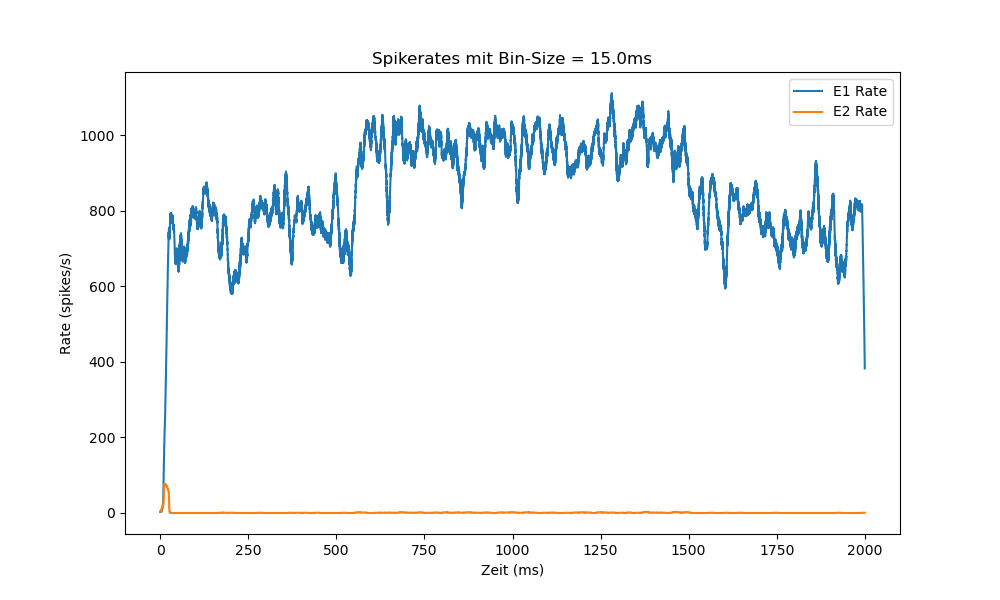 Spikerates mit Bin-Size = 15.0ms
E1 Rate
E2 Rate
Rate (spikes/s)
1000
800
600
400
200
0
0 250 500 750 1000 1250 1500 1750 2000
Zeit (ms)